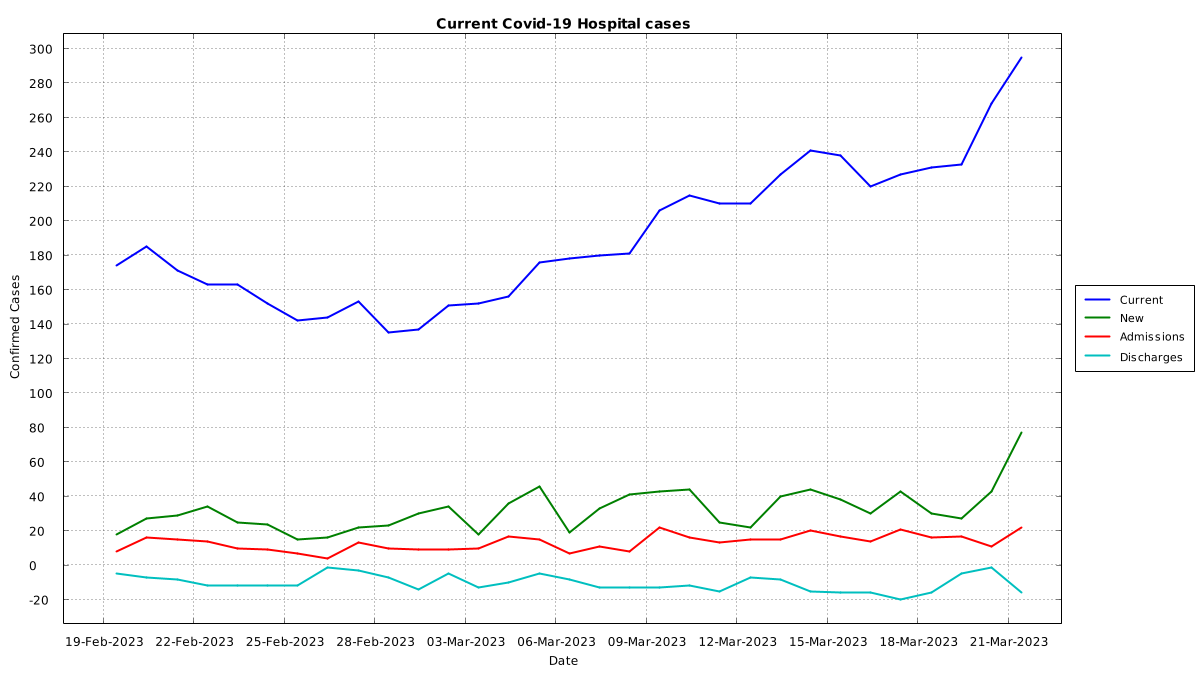 Current Covid-19 Hospital cases
300
280
260
240
220
200
180
160
140
120
100
80
60
40
20
0
-20
Confirmed Cases
19-Feb-2023 22-Feb-2023 25-Feb-2023 28-Feb-2023 03-Mar-2023 06-Mar-2023 09-Mar-2023 12-Mar-2023 15-Mar-2023 18-Mar-2023 21-Mar-2023
Date
Current
New
Admissions
Discharges